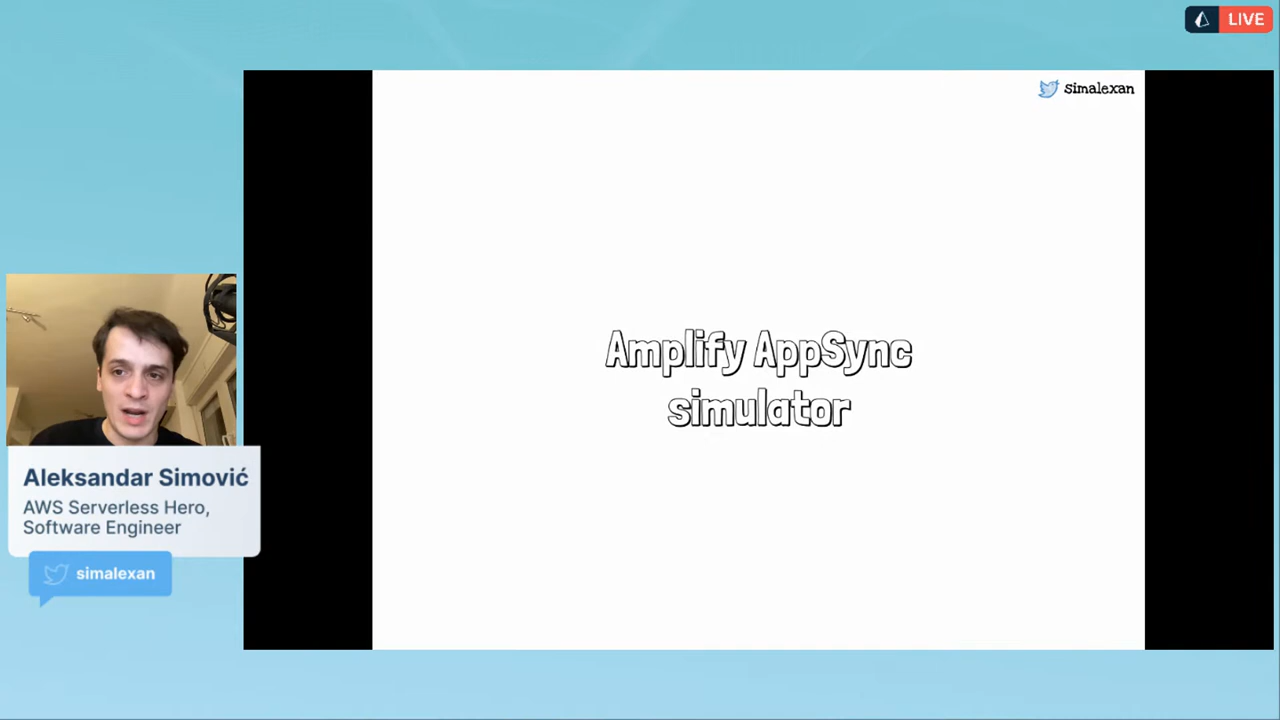 LIVE
simalexan
Amplify AppSync
simulator
Aleksandar Simović
AWS Serverless Hero,
Software Engineer
simalexan